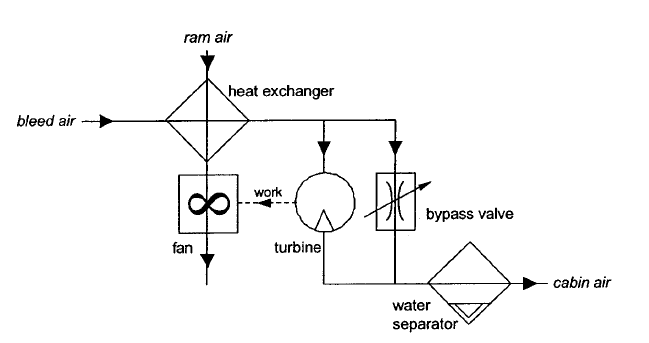 ram air
heat exchanger
bleed air
work
bypass valve
fan
turbine
cabin air
water
separator